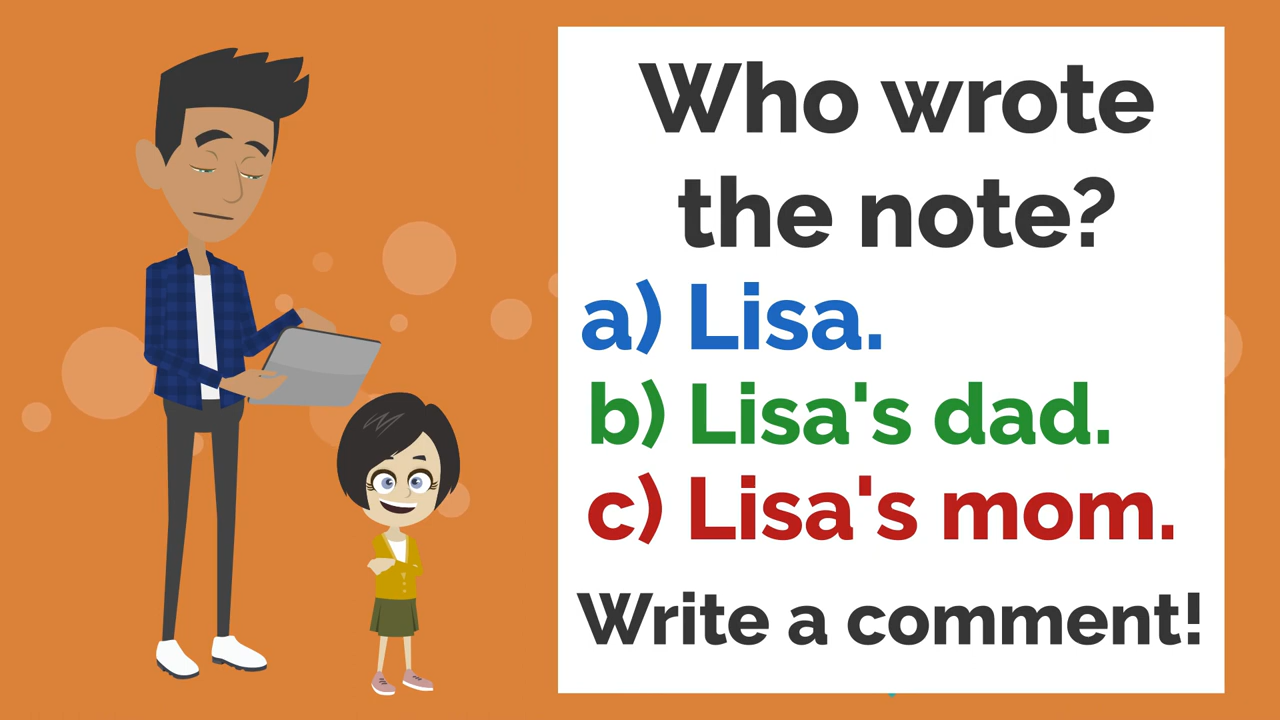 Who wrote
the note?
a) Lisa.
b) Lisa's dad.
c) Lisa's mom.
Write a comment!